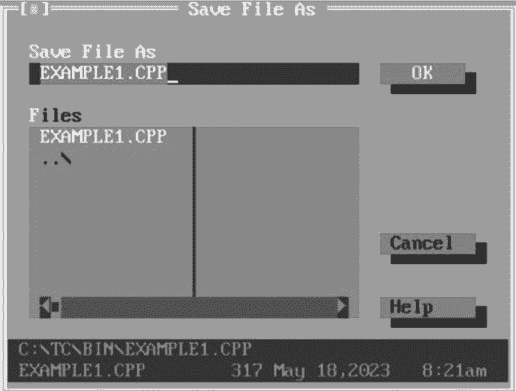 Save File As
Save File As
EXAMPLE1.CPP
OK
Files
EXAMPLE1.CPP
..\
Cancel
Help
C:\TC\BIN\EXAMPLE1.CPP
EXAMPLE1.CPP 317 May 18,2023 8:21am